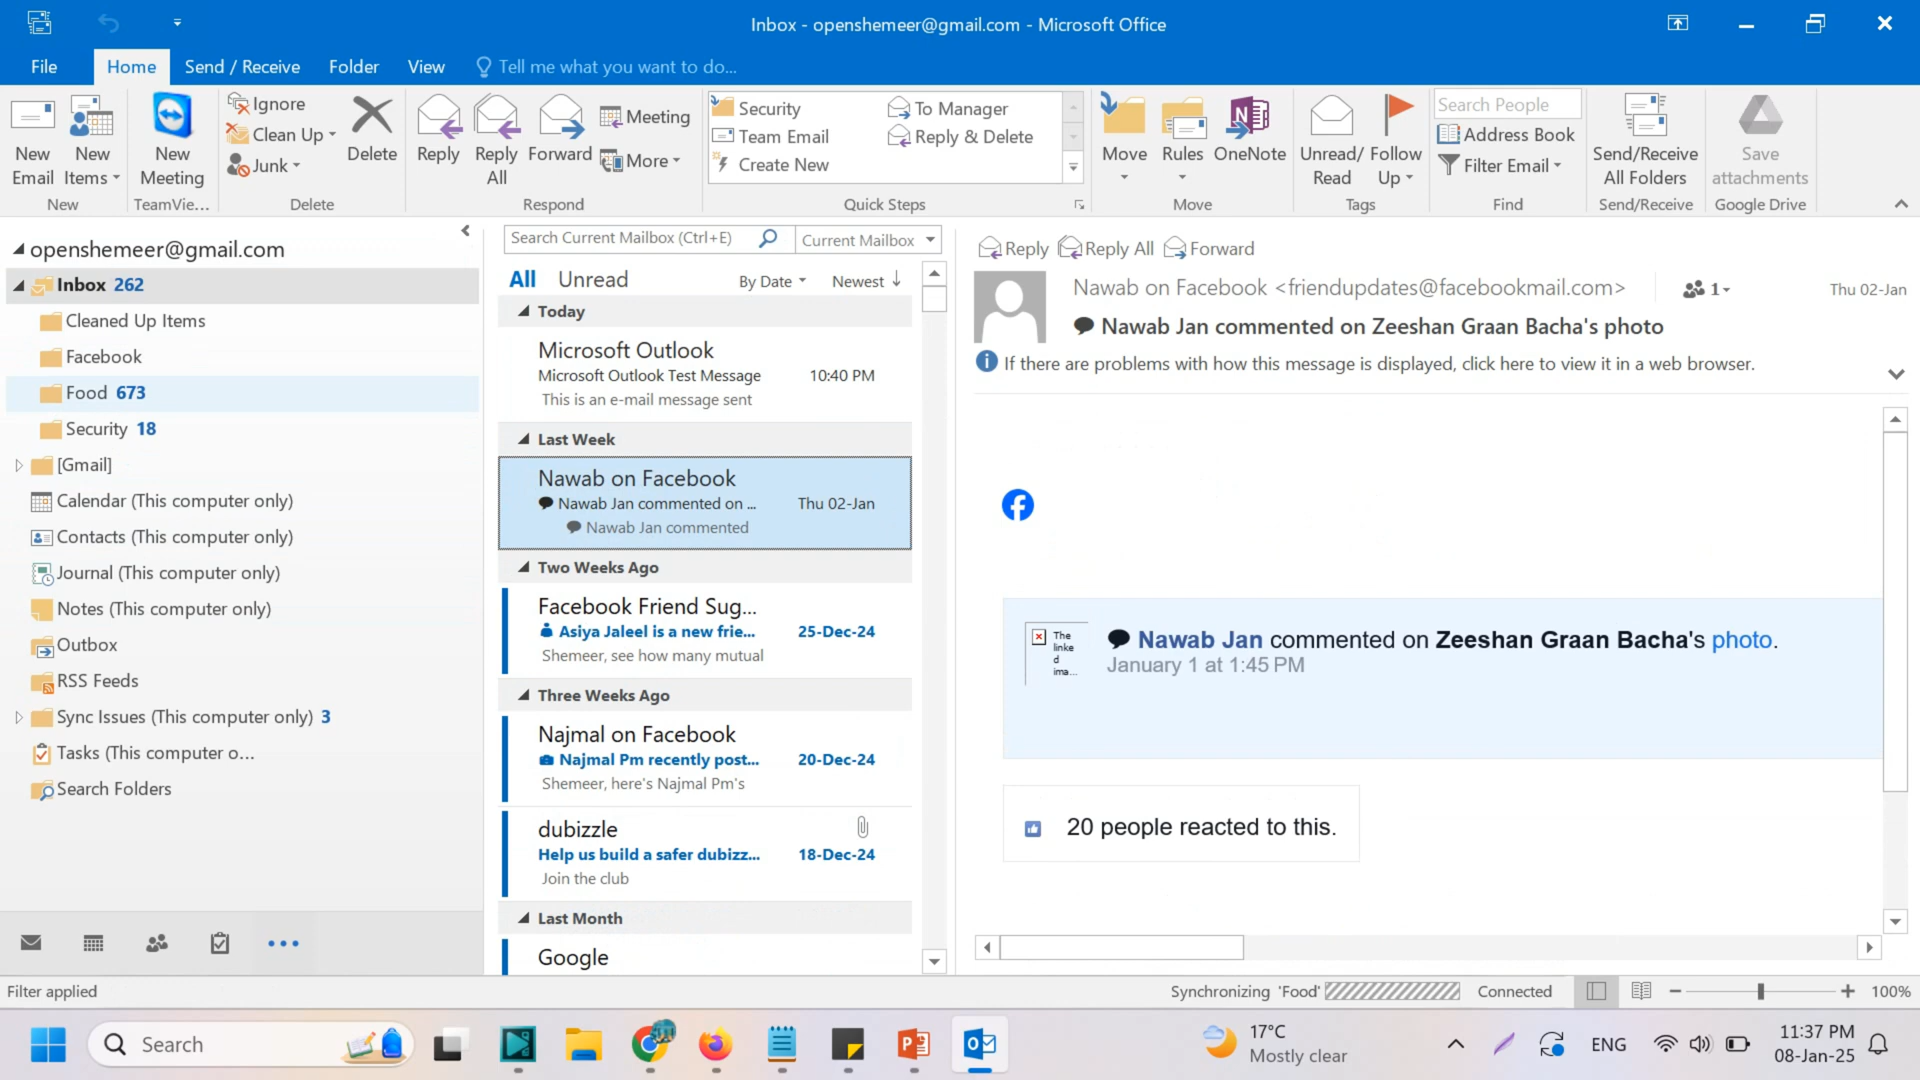 Inbox - openshemeer@gmail.com - Microsoft Office
File Home Send / Receive Folder View Tell me what you want to do...
New Email
New Items
New
New Meeting
TeamVie...
Ignore
Clean Up
Junk
Delete
Delete
Reply
Reply All
Forward
Meeting
More
Respond
Security
Team Email
Create New
To Manager
Reply & Delete
Quick Steps
Move
Rules
OneNote
Move
Unread/ Read
Follow Up
Tags
Search People
Address Book
Filter Email
Find
Send/Receive All Folders
Send/Receive
Save attachments
Google Drive
openshemeer@gmail.com
Inbox 262
Cleaned Up Items
Facebook
Food 673
Security 18
[Gmail]
Calendar (This computer only)
Contacts (This computer only)
Journal (This computer only)
Notes (This computer only)
Outbox
RSS Feeds
Sync Issues (This computer only) 3
Tasks (This computer o...
Search Folders
Search Current Mailbox (Ctrl+E) Current Mailbox
All Unread By Date Newest
Today
Microsoft Outlook
Microsoft Outlook Test Message 10:40 PM
This is an e-mail message sent
Last Week
Nawab on Facebook
Nawab Jan commented on ... Thu 02-Jan
Nawab Jan commented
Two Weeks Ago
Facebook Friend Sug...
Asiya Jaleel is a new frie... 25-Dec-24
Shemeer, see how many mutual
Three Weeks Ago
Najmal on Facebook
Najmal Pm recently post... 20-Dec-24
Shemeer, here's Najmal Pm's
dubizzle
Help us build a safer dubizz... 18-Dec-24
Join the club
Last Month
Google
Reply Reply All Forward
Nawab on Facebook <friendupdates@facebookmail.com> 1 Thu 02-Jan
Nawab Jan commented on Zeeshan Graan Bacha's photo
If there are problems with how this message is displayed, click here to view it in a web browser.
The
linke
d
ima...
Nawab Jan commented on Zeeshan Graan Bacha's photo.
January 1 at 1:45 PM
20 people reacted to this.
Filter applied Synchronizing 'Food' Connected 100%
Search
17°C
Mostly clear
ENG
11:37 PM
08-Jan-25